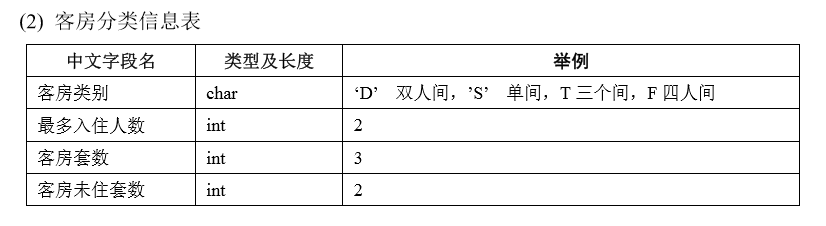 (2) 客房分类信息表
中文字段名 类型及长度 举例
客房类别 char ‘D’ 双人间，’S’ 单间，T 三个间，F 四人间
最多入住人数 int 2
客房套数 int 3
客房未住套数 int 2